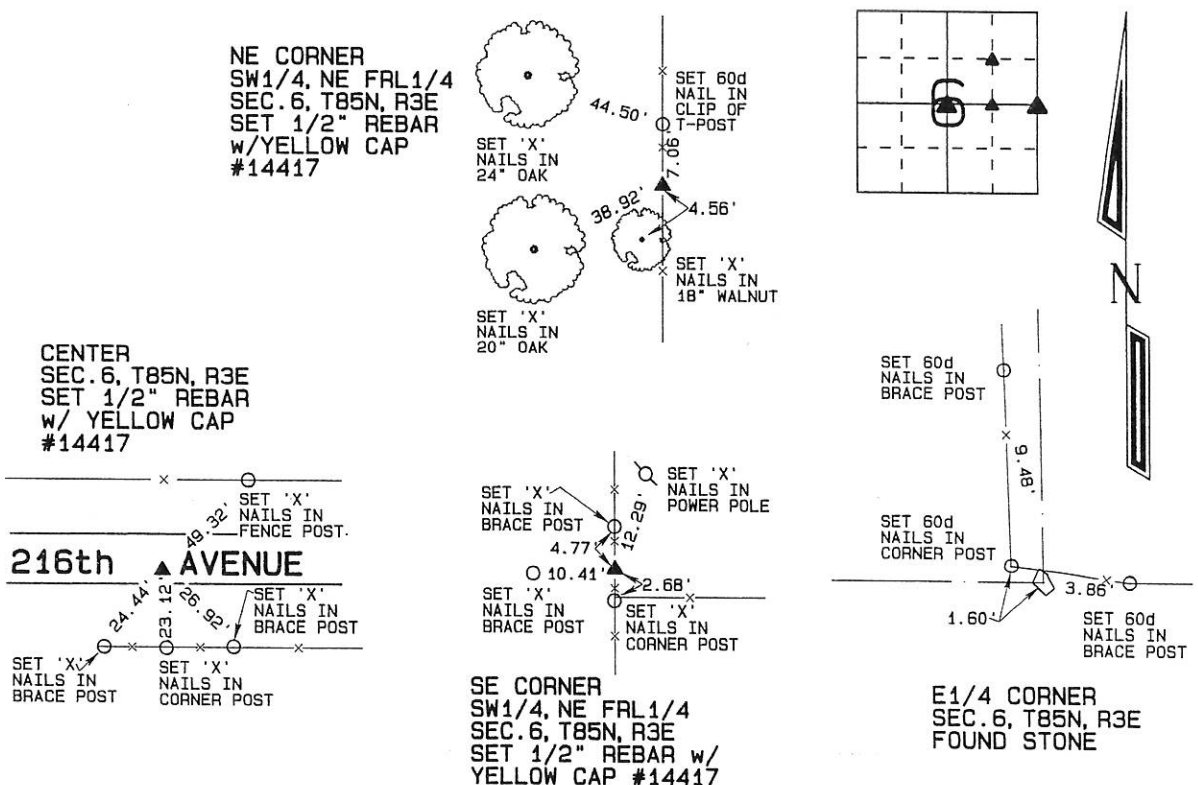 NE CORNER
SW1/4, NE FRL1/4
SEC.6, T85N, R3E
SET 1/2" REBAR
w/YELLOW CAP
#14417
SET 'X'
NAILS IN
24" OAK
44.50'
SET 60d
NAIL IN
CLIP OF
T-POST
7.06
38.92'
4.56'
SET 'X'
NAILS IN
18" WALNUT
SET 'X'
NAILS IN
20" OAK
6
N
CENTER
SEC.6, T85N, R3E
SET 1/2" REBAR
w/ YELLOW CAP
#14417
SET 'X'
NAILS IN
FENCE POST
49.32'
216th AVENUE
24.44'
23.12'
26.92'
SET 'X'
NAILS IN
BRACE POST
SET 'X'
NAILS IN
BRACE POST
SET 'X'
NAILS IN
CORNER POST
SET 'X'
NAILS IN
BRACE POST
SET 'X'
NAILS IN
POWER POLE
12.29'
4.77'
10.41'
2.68'
SET 'X'
NAILS IN
BRACE POST
SET 'X'
NAILS IN
CORNER POST
SE CORNER
SW1/4, NE FRL1/4
SEC.6, T85N, R3E
SET 1/2" REBAR w/
YELLOW CAP #14417
SET 60d
NAILS IN
BRACE POST
9.48'
SET 60d
NAILS IN
CORNER POST
3.86'
1.60'
SET 60d
NAILS IN
BRACE POST
E1/4 CORNER
SEC.6, T85N, R3E
FOUND STONE